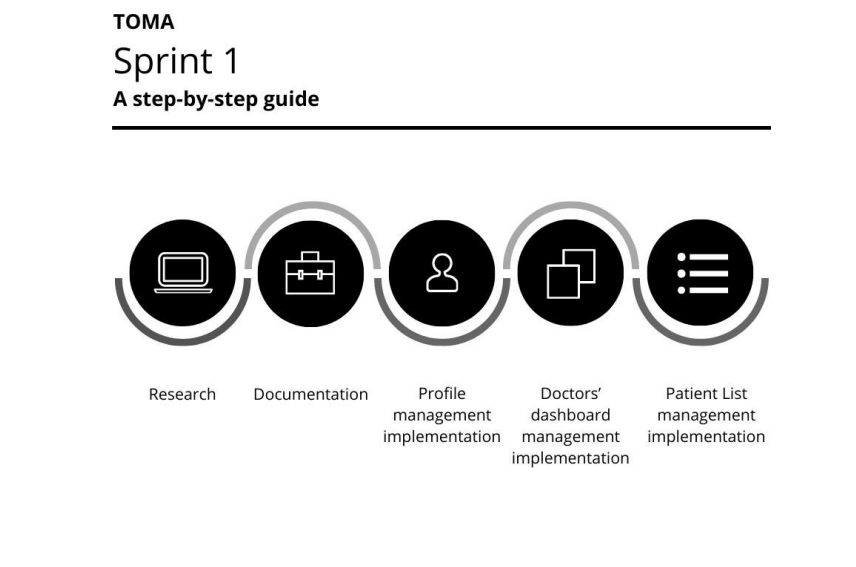 TOMA
Sprint 1
A step-by-step guide
Research
Documentation
Profile
management
implementation
Doctors’
dashboard
management
implementation
Patient List
management
implementation